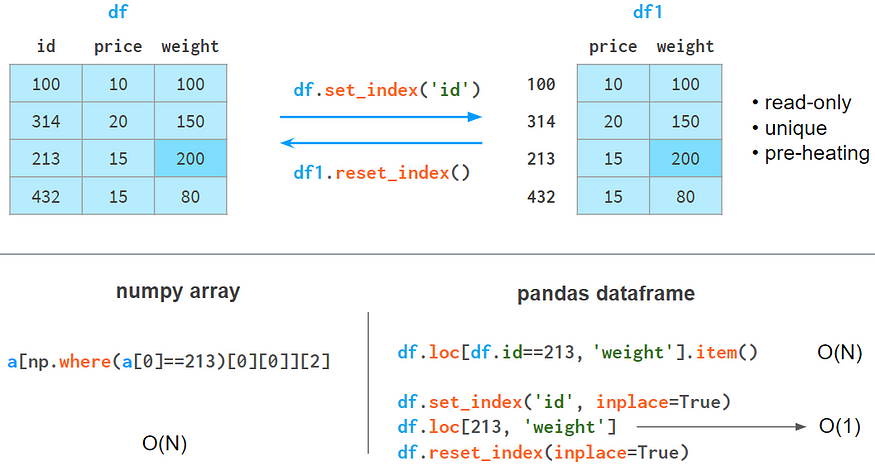 df
id price weight
100 10 100
314 20 150
213 15 200
432 15 80
df.set_index('id')
df1.reset_index()
df1
price weight
100 10 100
314 20 150
213 15 200
432 15 80
• read-only
• unique
• pre-heating
numpy array
a[np.where(a[0]==213)[0][0]][2]
O(N)
pandas dataframe
df.loc[df.id==213, 'weight'].item() O(N)
df.set_index('id', inplace=True)
df.loc[213, 'weight'] O(1)
df.reset_index(inplace=True)